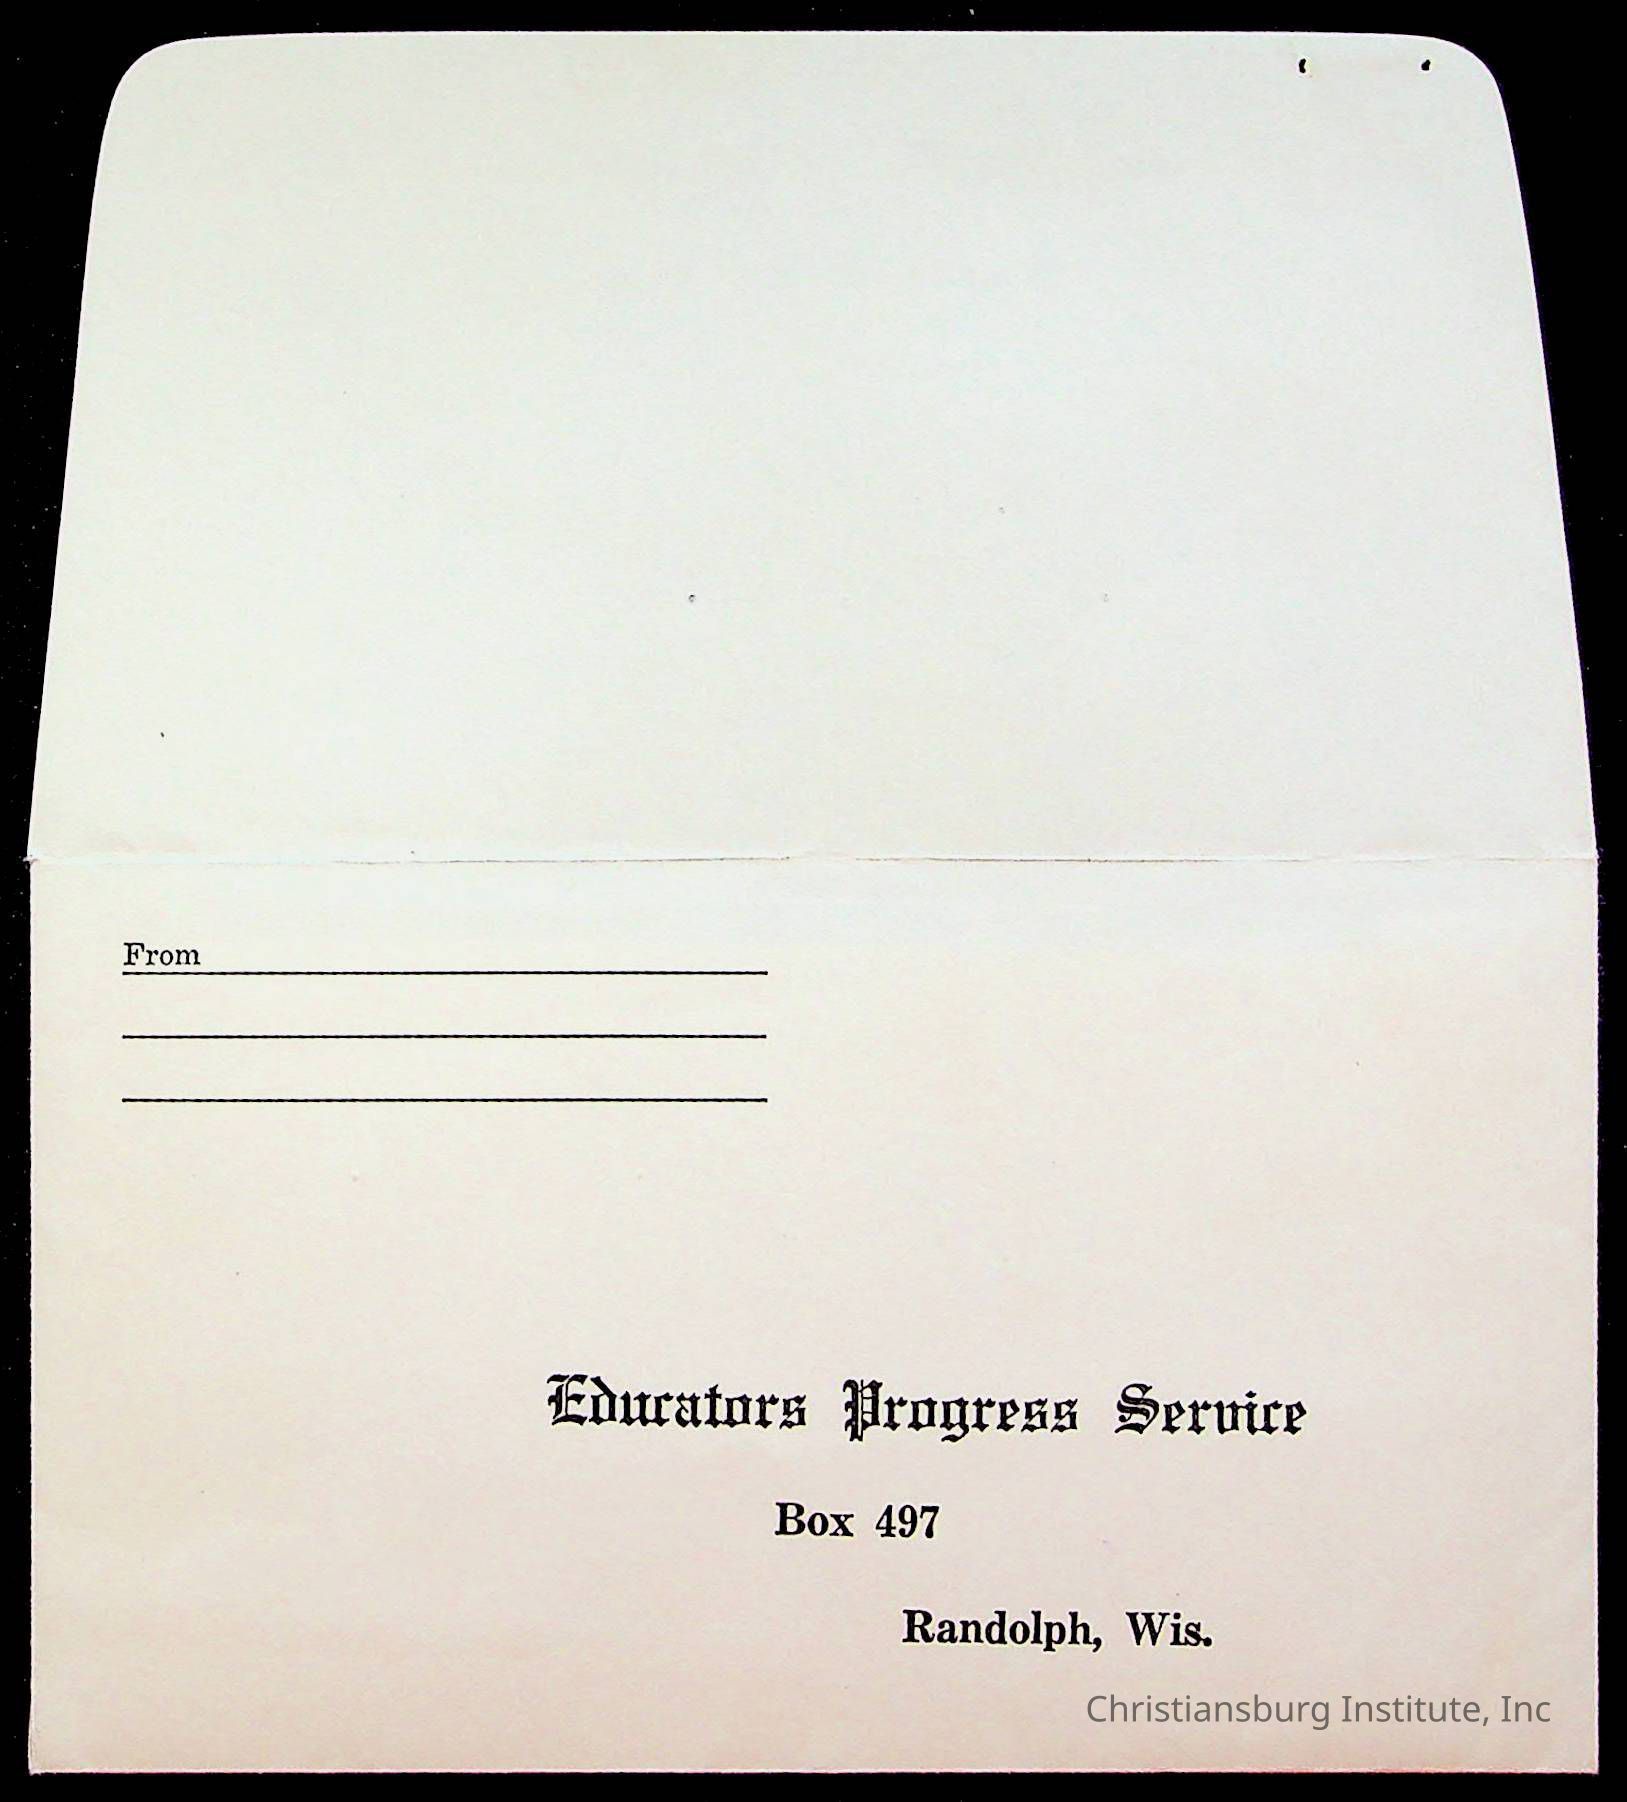 From
Educators Progress Service
Box 497
Randolph, Wis.
Christiansburg Institute, Inc